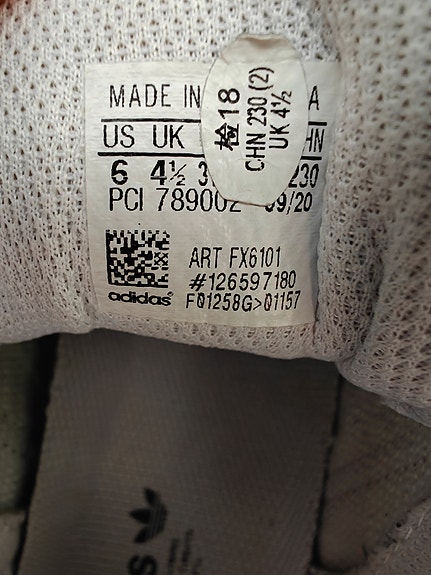 MADE IN A
US UK HN
6 4½ 3 230
PCI 789002 09/20
ART FX6101
#126597180
adidas® F01258G>01157
检18
CHN 230 (2)
UK 4½